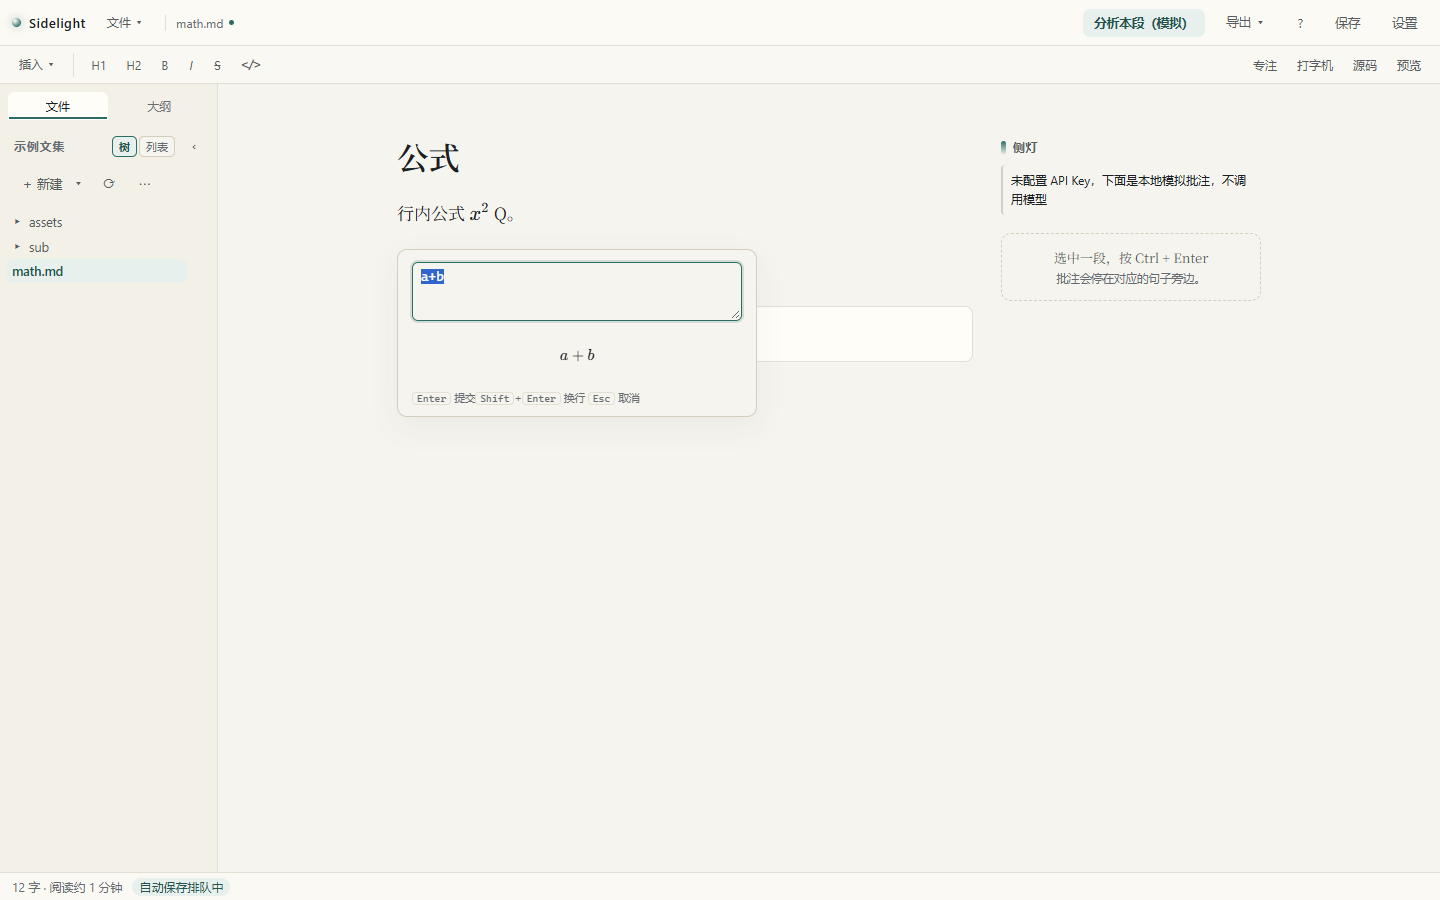 Sidelight 文件 ▾ math.md ● 分析本段（模拟） 导出 ▾ ? 保存 设置
插入 ▾ H1 H2 B I S </> 专注 打字机 源码 预览
文件 大纲
示例文集 树 列表 ‹
+ 新建 ▾ ⟳ ···
▸ assets
▸ sub
math.md
公式
行内公式 x² Q。
a+b
a + b
Enter 提交 Shift + Enter 换行 Esc 取消
侧灯
未配置 API Key，下面是本地模拟批注，不调
用模型
选中一段，按 Ctrl + Enter
批注会停在对应的句子旁边。
12 字 · 阅读约 1 分钟 自动保存排队中